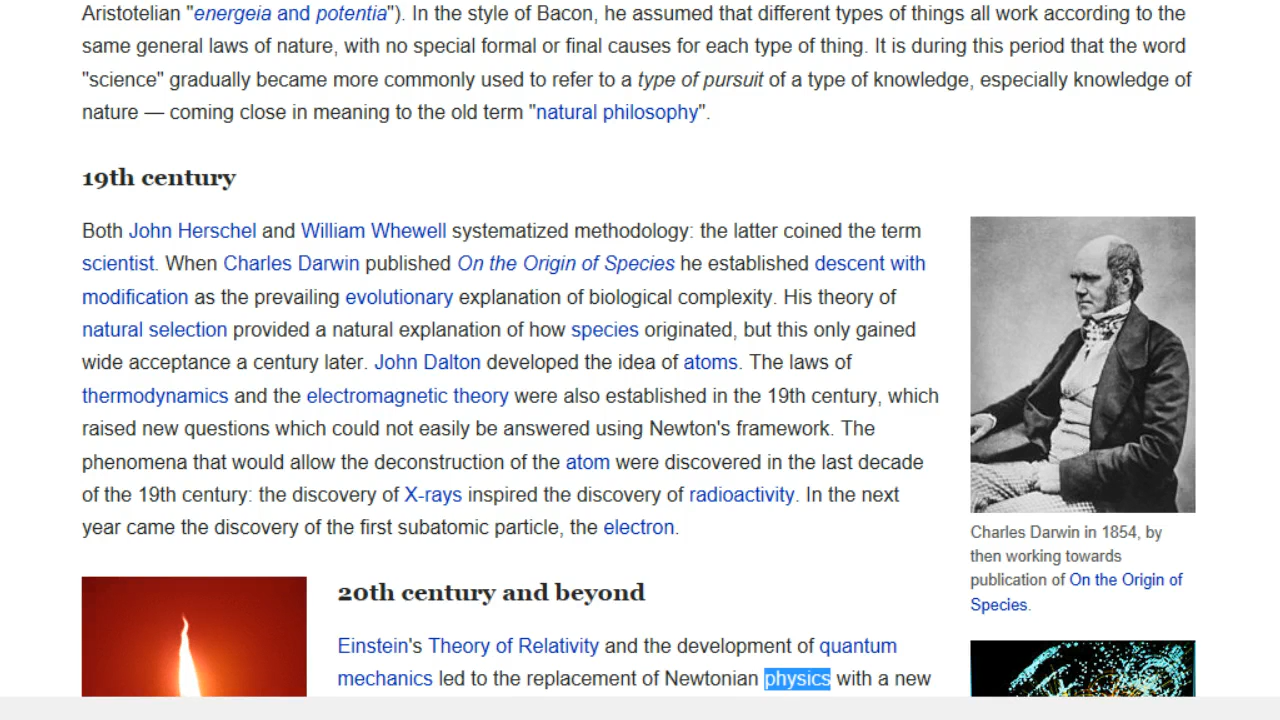 Aristotelian "energeia and potentia"). In the style of Bacon, he assumed that different types of things all work according to the
same general laws of nature, with no special formal or final causes for each type of thing. It is during this period that the word
"science" gradually became more commonly used to refer to a type of pursuit of a type of knowledge, especially knowledge of
nature — coming close in meaning to the old term "natural philosophy".
19th century
Both John Herschel and William Whewell systematized methodology: the latter coined the term
scientist. When Charles Darwin published On the Origin of Species he established descent with
modification as the prevailing evolutionary explanation of biological complexity. His theory of
natural selection provided a natural explanation of how species originated, but this only gained
wide acceptance a century later. John Dalton developed the idea of atoms. The laws of
thermodynamics and the electromagnetic theory were also established in the 19th century, which
raised new questions which could not easily be answered using Newton's framework. The
phenomena that would allow the deconstruction of the atom were discovered in the last decade
of the 19th century: the discovery of X-rays inspired the discovery of radioactivity. In the next
year came the discovery of the first subatomic particle, the electron.
Charles Darwin in 1854, by
then working towards
publication of On the Origin of
Species.
20th century and beyond
Einstein's Theory of Relativity and the development of quantum
mechanics led to the replacement of Newtonian physics with a new